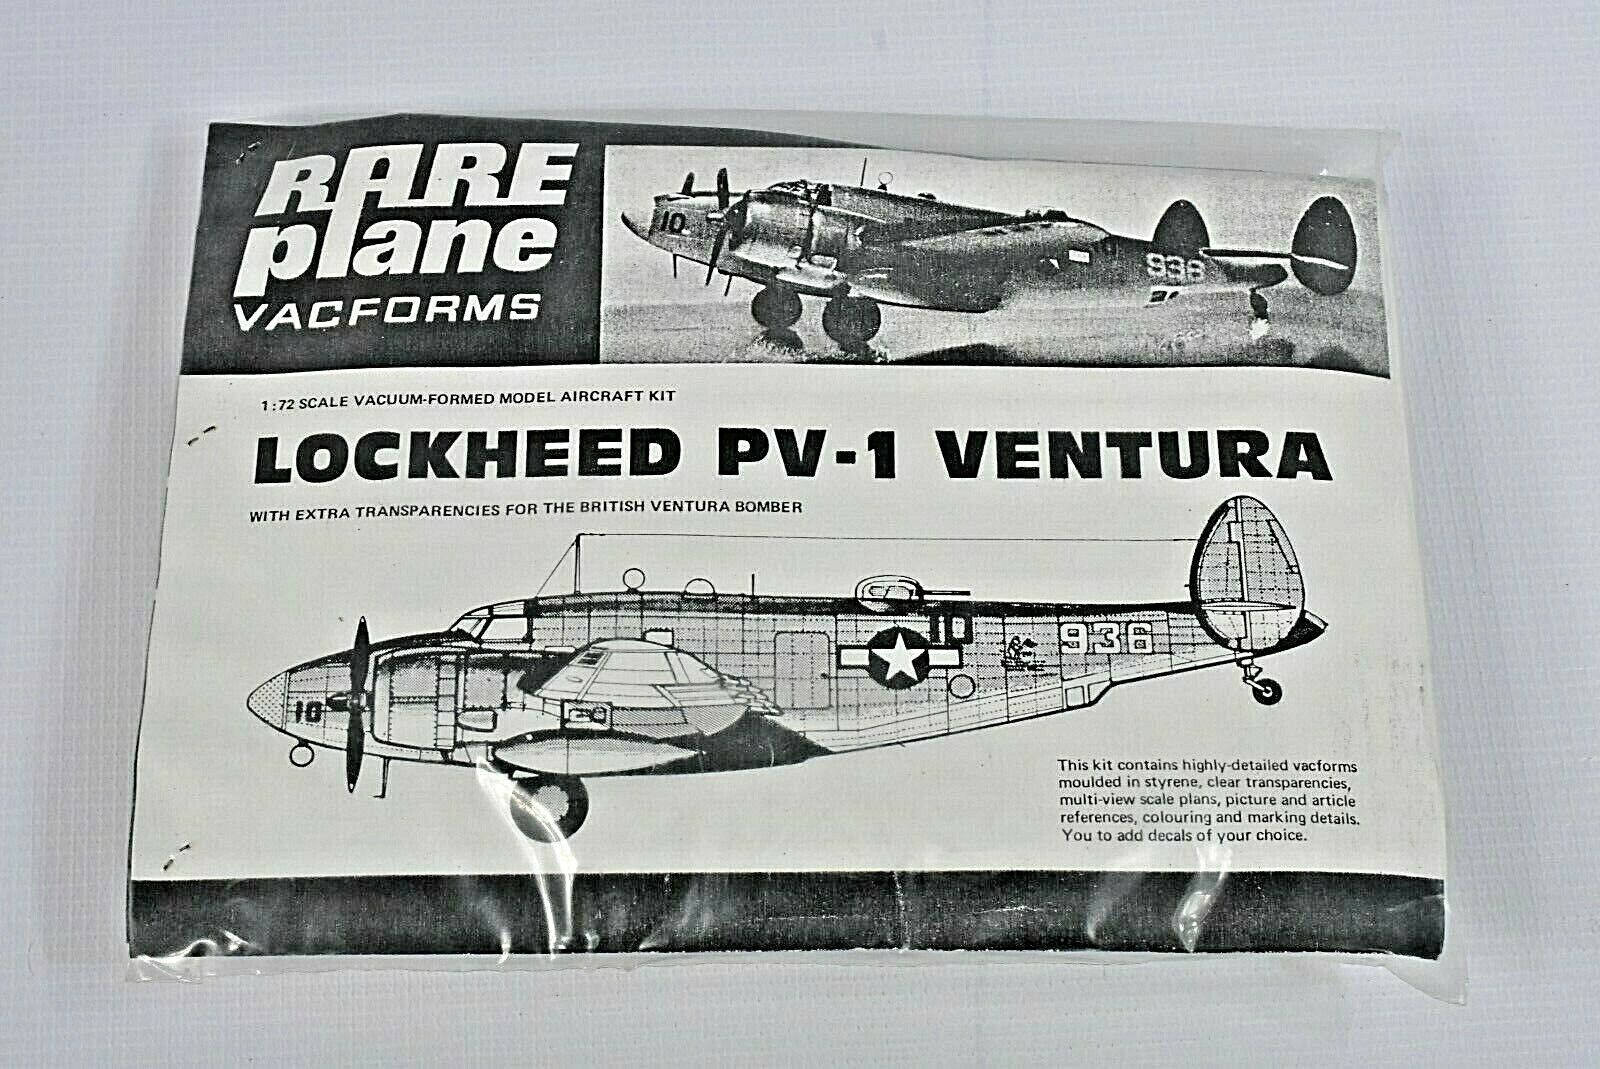 RARE
plane
VACFORMS
10
936
1:72 SCALE VACUUM-FORMED MODEL AIRCRAFT KIT
LOCKHEED PV-1 VENTURA
WITH EXTRA TRANSPARENCIES FOR THE BRITISH VENTURA BOMBER
10
10
936
This kit contains highly-detailed vacforms
moulded in styrene, clear transparencies,
multi-view scale plans, picture and article
references, colouring and marking details.
You to add decals of your choice.